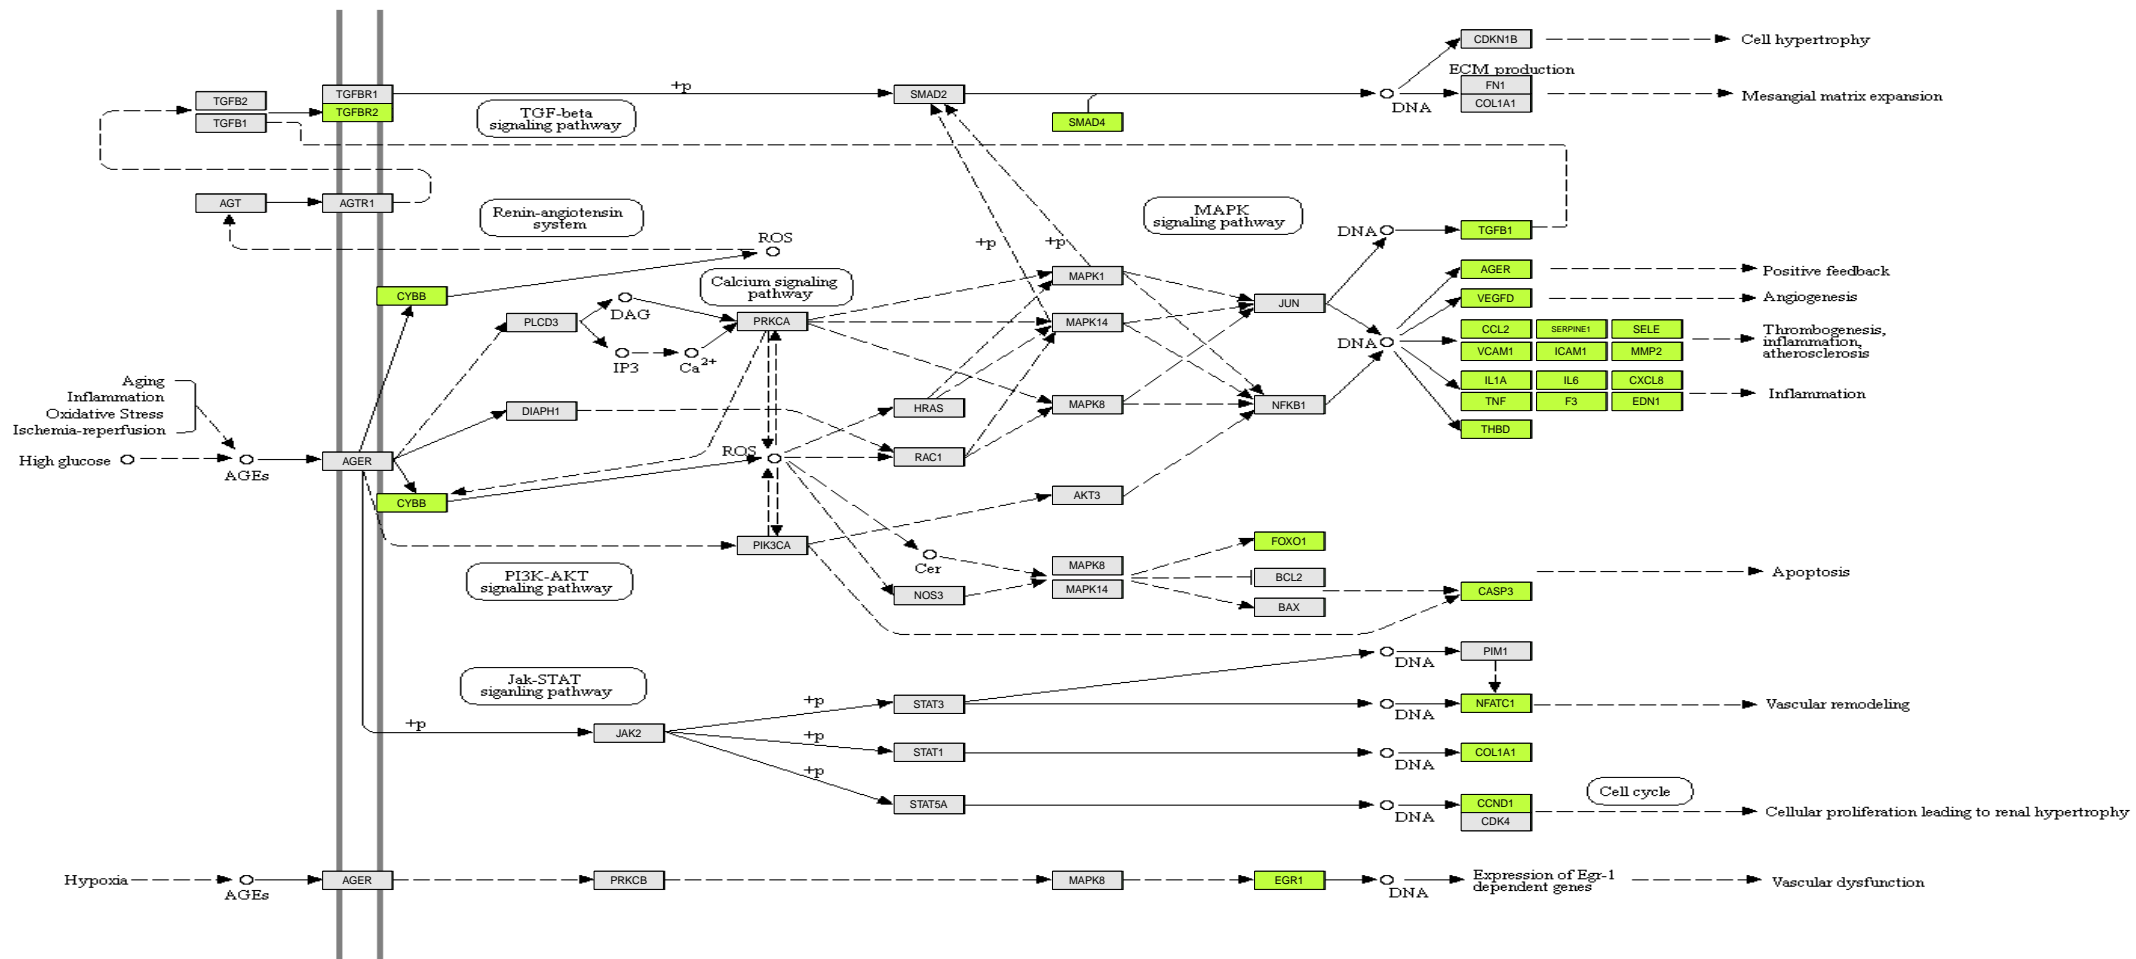 CDKN1B
Cell hypertrophy
ECM production
TGFB2
TGFBR1
+p
SMAD2
FN1
Mesangial matrix expansion
TGFBR2
COL1A1
DNA
TGFB1
TGF-beta
signaling pathway
SMAD4
AGT
AGTR1
Renin-angiotensin
system
MAPK
signaling pathway
ROS
+p
+p
DNA
TGFB1
CYBB
Calcium signaling
pathway
MAPK1
AGER
Positive feedback
DAG
VEGFD
Angiogenesis
JUN
PLCD3
PRKCA
MAPK14
CCL2
SERPINE1
SELE
Thrombogenesis,
inflammation,
atherosclerosis
IP3
Ca2+
DNA
VCAM1
ICAM1
MMP2
Aging
Inflammation
Oxidative Stress
Ischemia-reperfusion
IL1A
IL6
CXCL8
Inflammation
DIAPH1
HRAS
MAPK8
NFKB1
TNF
F3
EDN1
THBD
High glucose
AGEs
AGER
ROS
RAC1
CYBB
AKT3
PIK3CA
FOXO1
Cer
MAPK8
BCL2
Apoptosis
PI3K-AKT
signaling pathway
NOS3
MAPK14
BAX
CASP3
DNA
PIM1
Jak-STAT
siganling pathway
+p
STAT3
DNA
NFATC1
Vascular remodeling
+p
JAK2
+p
STAT1
DNA
COL1A1
+p
STAT5A
DNA
CCND1
CDK4
Cell cycle
Cellular proliferation leading to renal hypertrophy
Hypoxia
AGEs
AGER
PRKCB
MAPK8
EGR1
DNA
Expression of Egr-1
dependent genes
Vascular dysfunction